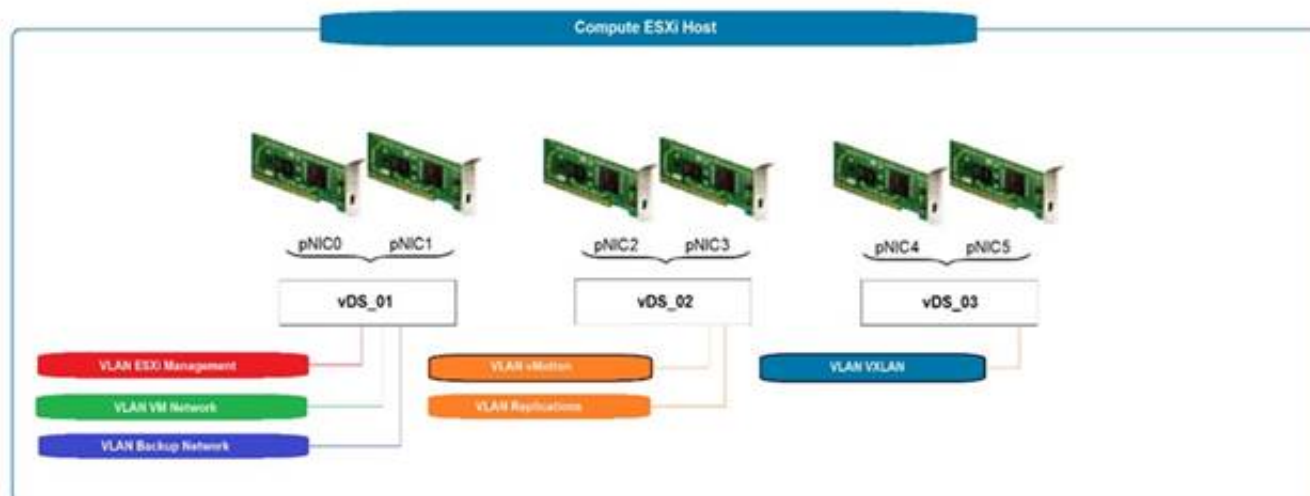 Compute ESXi Host
pNIC0 pNIC1 pNIC2 pNIC3 pNIC4 pNIC5
vDS_01 vDS_02 vDS_03
VLAN ESXi Management VLAN vMotion VLAN VXLAN
VLAN VM Network VLAN Replications
VLAN Backup Network